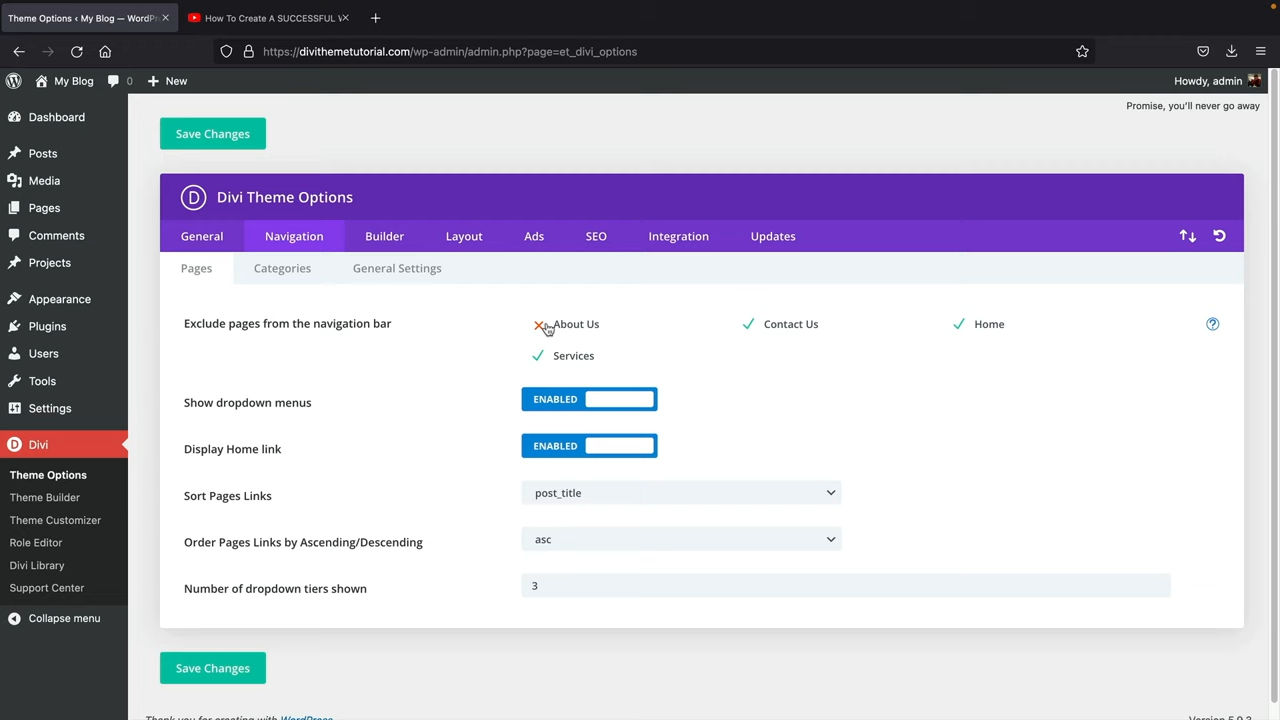 Theme Options ‹ My Blog — WordPr
How To Create A SUCCESSFUL W
https://divithemetutorial.com/wp-admin/admin.php?page=et_divi_options
My Blog
0
New
Howdy, admin
Promise, you'll never go away
Dashboard
Posts
Media
Pages
Comments
Projects
Appearance
Plugins
Users
Tools
Settings
Divi
Theme Options
Theme Builder
Theme Customizer
Role Editor
Divi Library
Support Center
Collapse menu
Save Changes
D
Divi Theme Options
General
Navigation
Builder
Layout
Ads
SEO
Integration
Updates
Pages
Categories
General Settings
Exclude pages from the navigation bar
About Us
Contact Us
Home
Services
Show dropdown menus
ENABLED
Display Home link
ENABLED
Sort Pages Links
post_title
Order Pages Links by Ascending/Descending
asc
Number of dropdown tiers shown
3
Save Changes
Thank you for creating with WordPress.
Version 5.9.3